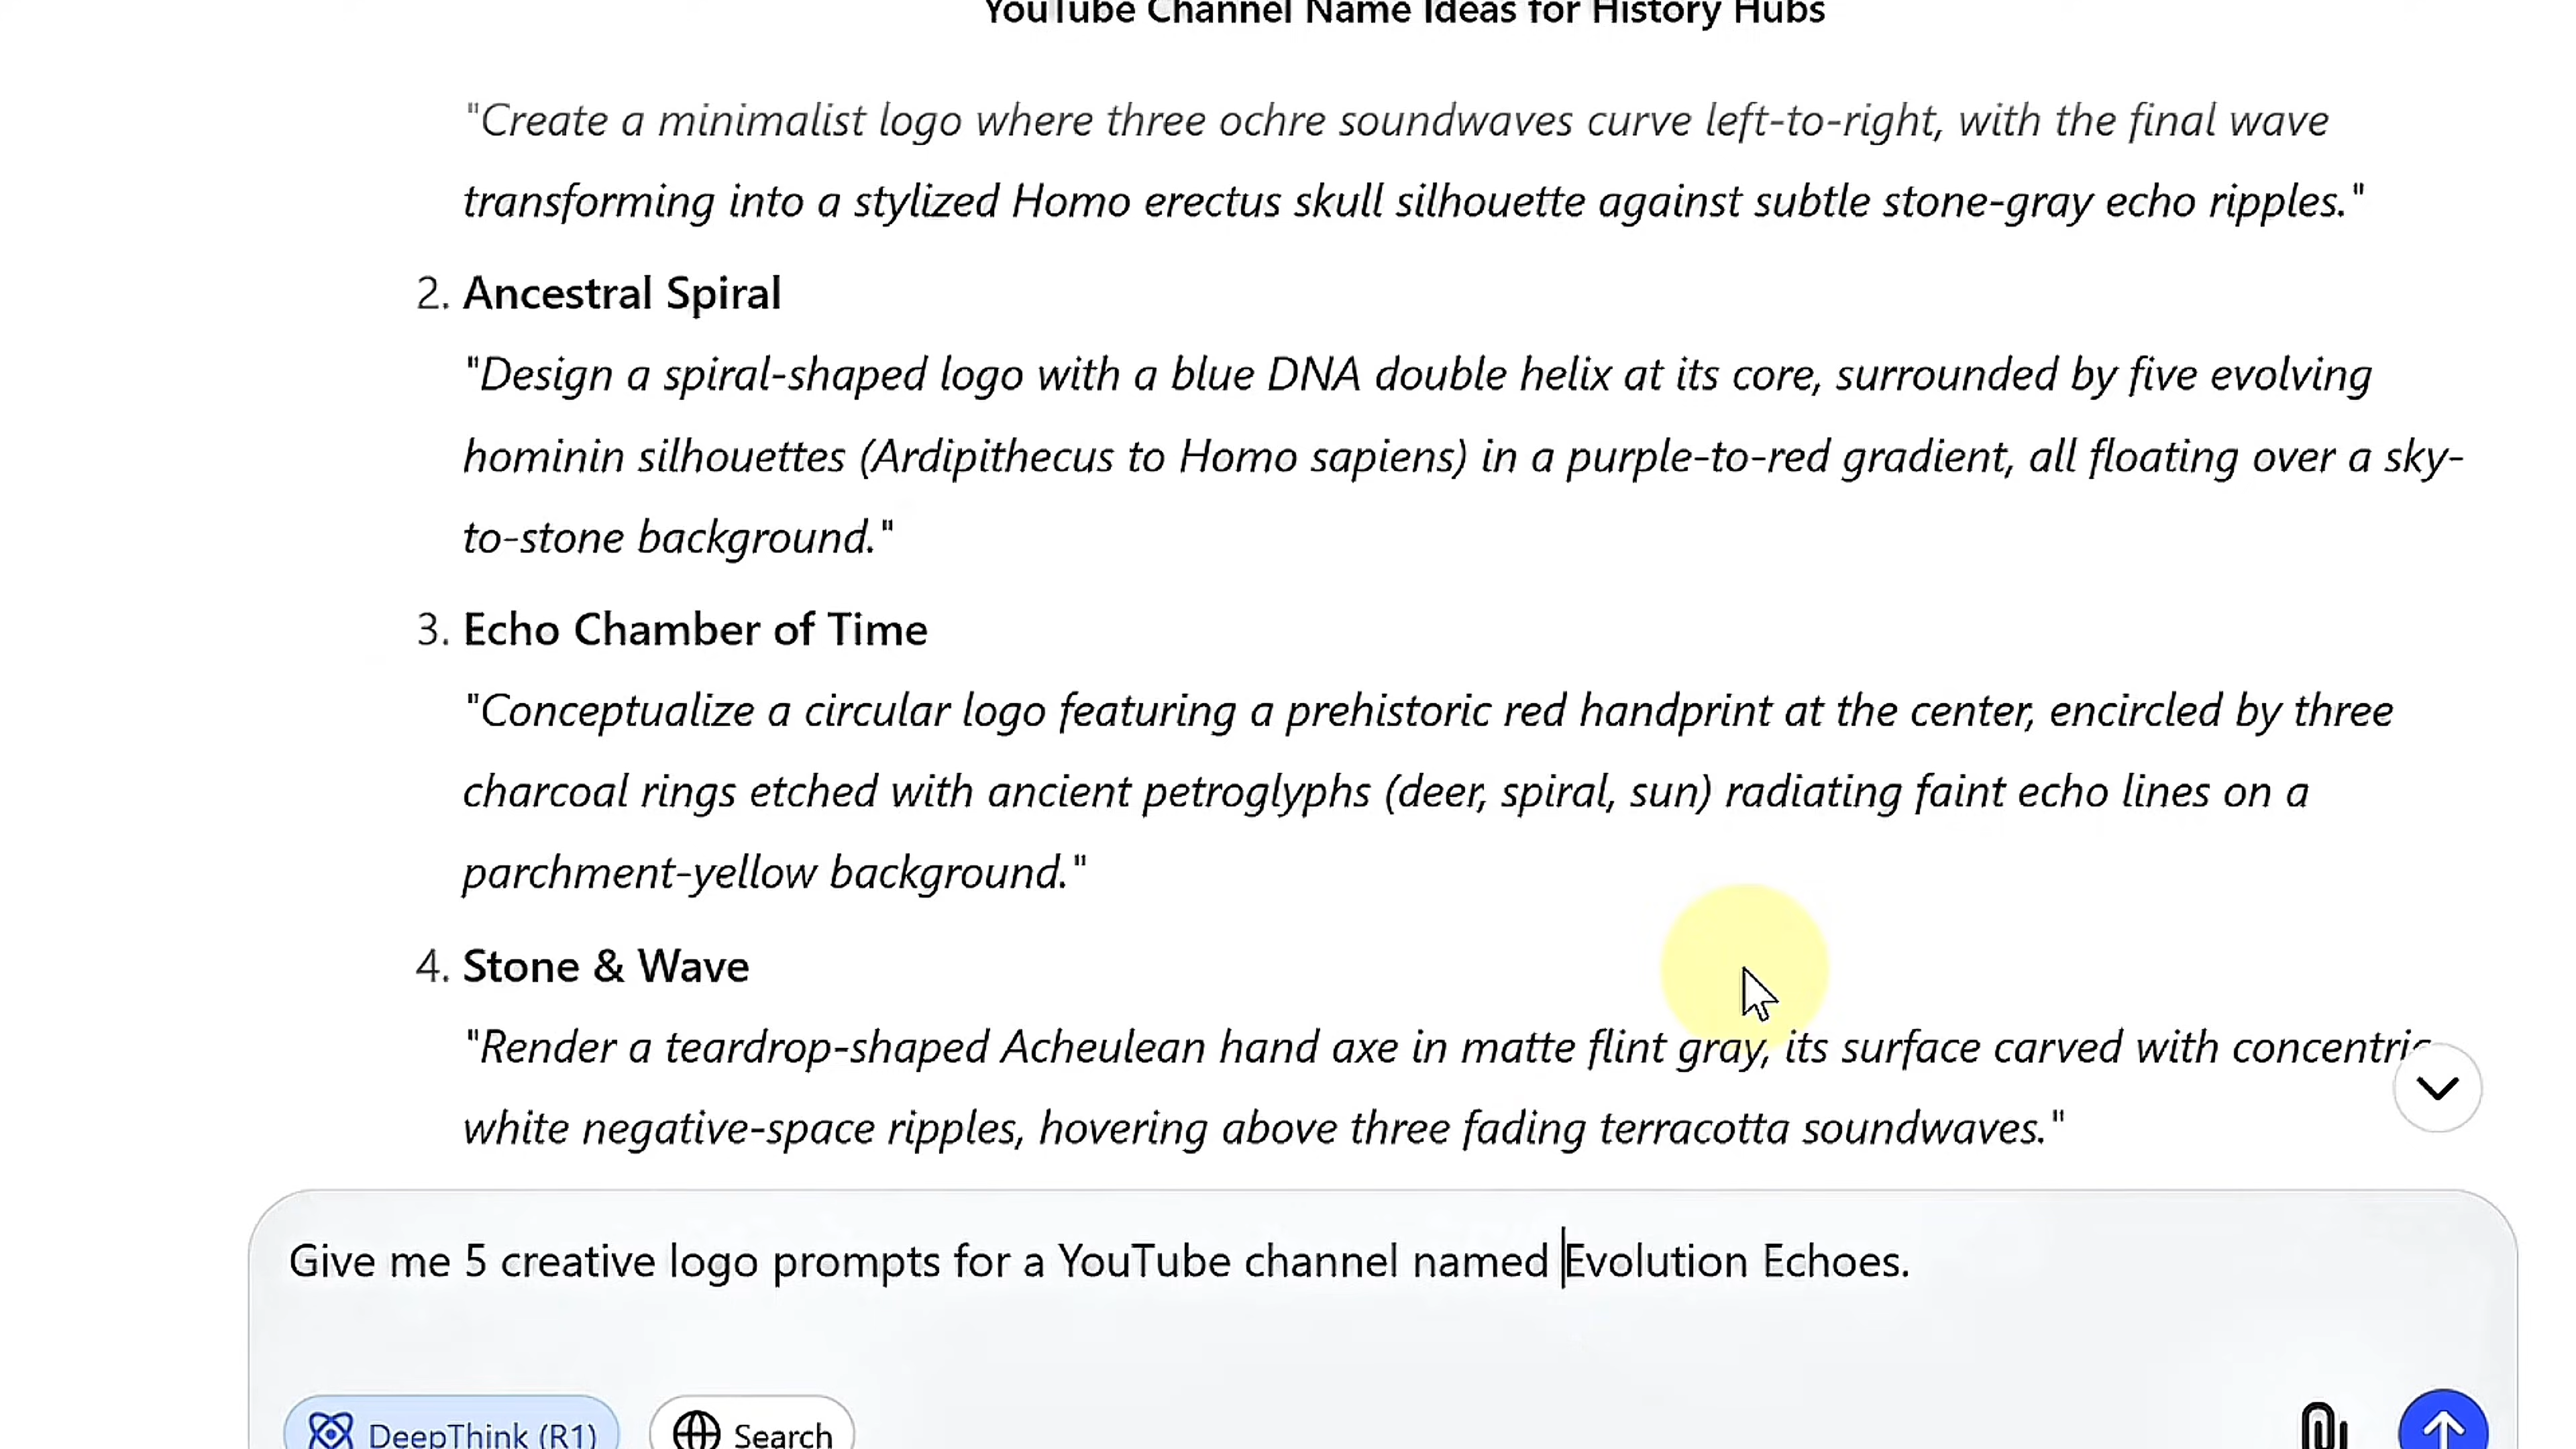 YouTube Channel Name Ideas for History Hubs
"Create a minimalist logo where three ochre soundwaves curve left-to-right, with the final wave
transforming into a stylized Homo erectus skull silhouette against subtle stone-gray echo ripples."
2. Ancestral Spiral
"Design a spiral-shaped logo with a blue DNA double helix at its core, surrounded by five evolving
hominin silhouettes (Ardipithecus to Homo sapiens) in a purple-to-red gradient, all floating over a sky-
to-stone background."
3. Echo Chamber of Time
"Conceptualize a circular logo featuring a prehistoric red handprint at the center, encircled by three
charcoal rings etched with ancient petroglyphs (deer, spiral, sun) radiating faint echo lines on a
parchment-yellow background."
4. Stone & Wave
"Render a teardrop-shaped Acheulean hand axe in matte flint gray, its surface carved with concentric
white negative-space ripples, hovering above three fading terracotta soundwaves."
Give me 5 creative logo prompts for a YouTube channel named Evolution Echoes.
DeepThink (R1) Search